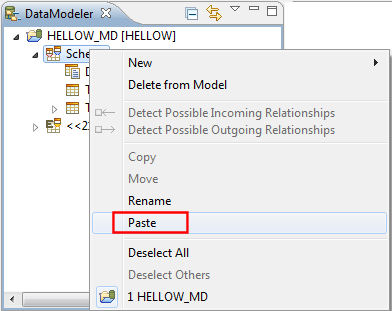 DataModeler
HELLOW_MD [HELLOW]
Sche
D
T
T
<<2
New
Delete from Model
Detect Possible Incoming Relationships
Detect Possible Outgoing Relationships
Copy
Move
Rename
Paste
Deselect All
Deselect Others
1 HELLOW_MD